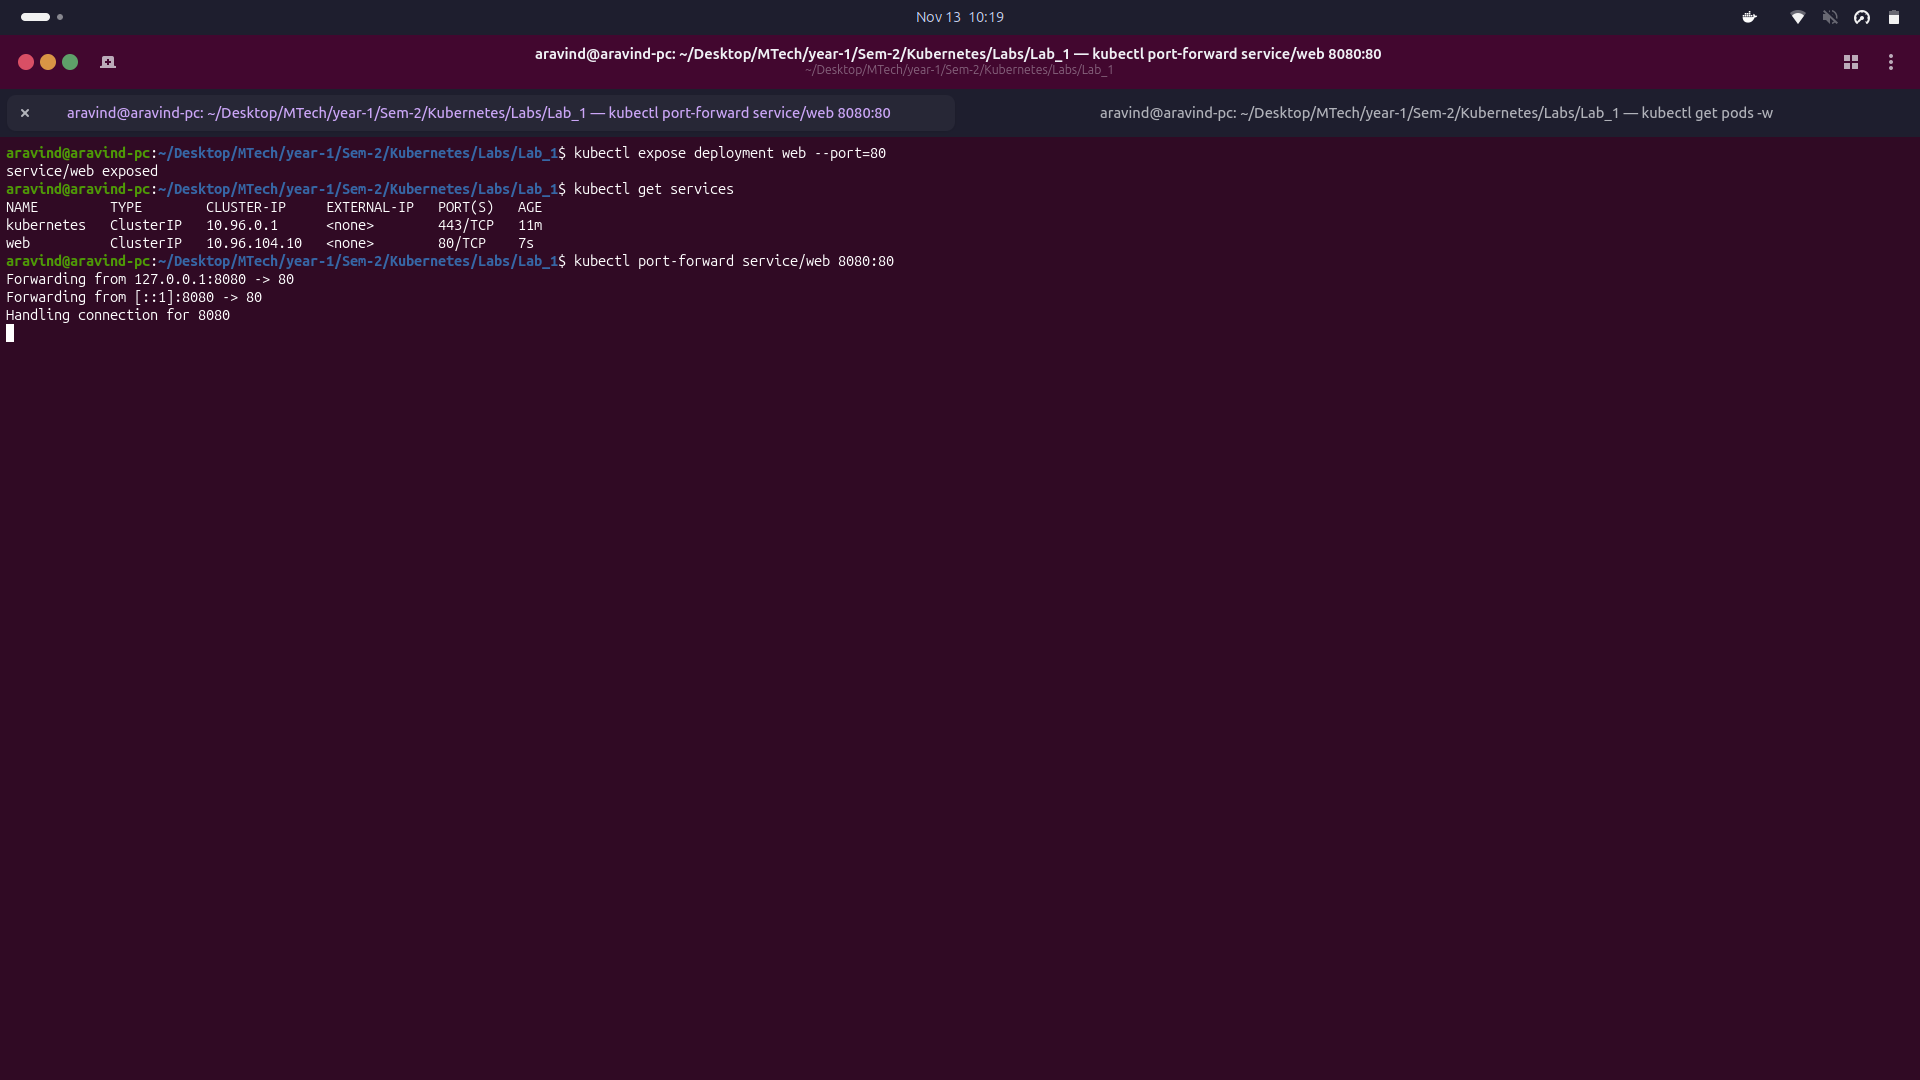 Nov 13 10:19
aravind@aravind-pc: ~/Desktop/MTech/year-1/Sem-2/Kubernetes/Labs/Lab_1 — kubectl port-forward service/web 8080:80
~/Desktop/MTech/year-1/Sem-2/Kubernetes/Labs/Lab_1
aravind@aravind-pc: ~/Desktop/MTech/year-1/Sem-2/Kubernetes/Labs/Lab_1 — kubectl port-forward service/web 8080:80
aravind@aravind-pc: ~/Desktop/MTech/year-1/Sem-2/Kubernetes/Labs/Lab_1 — kubectl get pods -w
aravind@aravind-pc:~/Desktop/MTech/year-1/Sem-2/Kubernetes/Labs/Lab_1$ kubectl expose deployment web --port=80
service/web exposed
aravind@aravind-pc:~/Desktop/MTech/year-1/Sem-2/Kubernetes/Labs/Lab_1$ kubectl get services
NAME         TYPE        CLUSTER-IP     EXTERNAL-IP   PORT(S)   AGE
kubernetes   ClusterIP   10.96.0.1      <none>        443/TCP   11m
web          ClusterIP   10.96.104.10   <none>        80/TCP    7s
aravind@aravind-pc:~/Desktop/MTech/year-1/Sem-2/Kubernetes/Labs/Lab_1$ kubectl port-forward service/web 8080:80
Forwarding from 127.0.0.1:8080 -> 80
Forwarding from [::1]:8080 -> 80
Handling connection for 8080